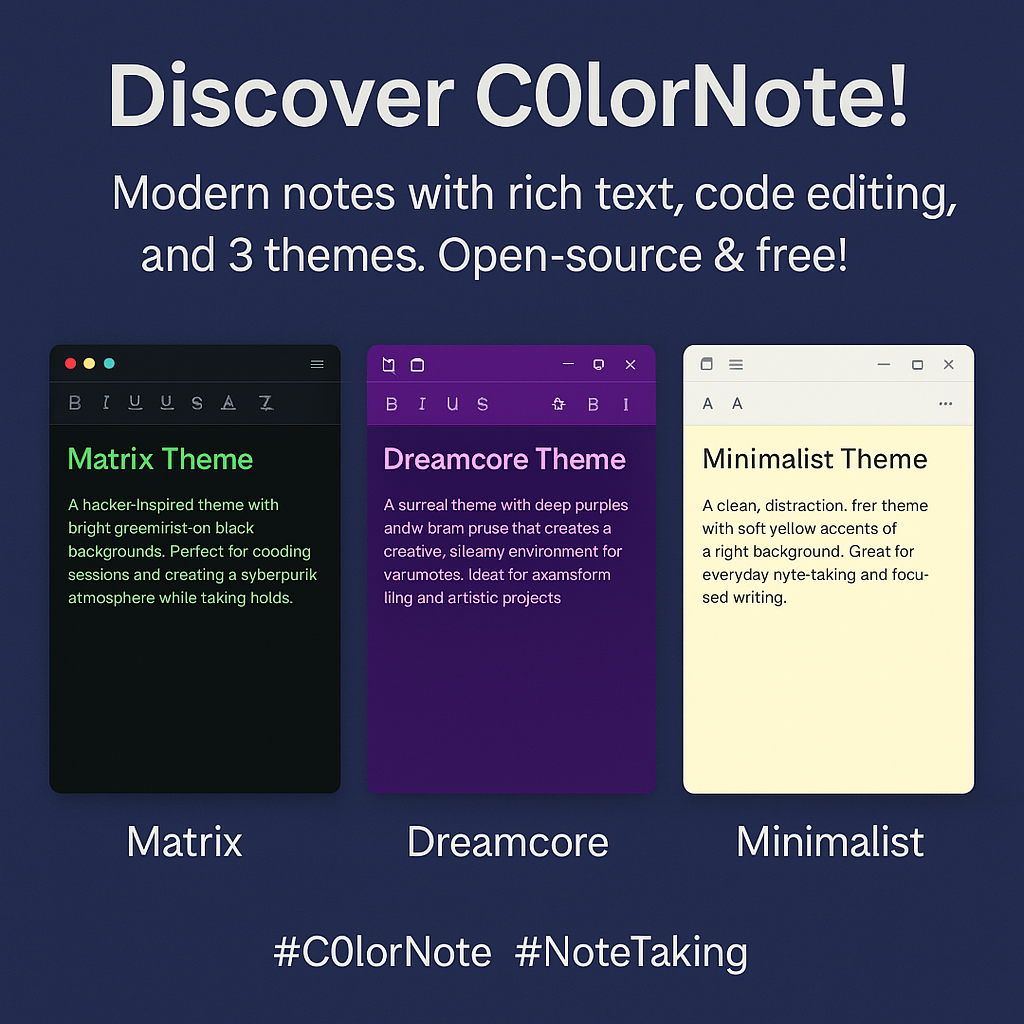 Discover C0lorNote!
Modern notes with rich text, code editing,
and 3 themes. Open-source & free!
B I U U S A Z
Matrix Theme
A hacker-Inspired theme with
bright greemirist-on black
backgrounds. Perfect for cooding
sessions and creating a syberpurik
atmosphere while taking holds.
Matrix
B I U S B I
Dreamcore Theme
A surreal theme with deep purples
andw bram pruse that creates a
creative, sileamy environment for
varumotes. ldeat for axamsform
lilng and artistic projects
Dreamcore
A A
Minimalist Theme
A clean, distraction. frer theme
with soft yellow accents of
a right background. Great for
everyday nyte-taking and focu-
sed writing.
Minimalist
#C0lorNote #NoteTaking